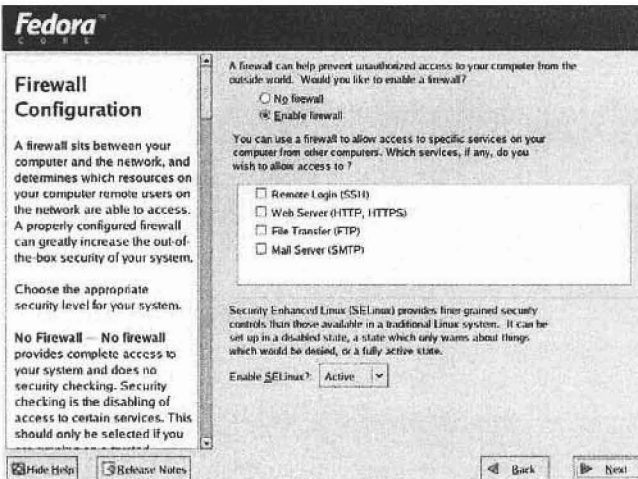 Fedora
CORE
Firewall
Configuration
A firewall sits between your
computer and the network, and
determines which resources on
your computer remote users on
the network are able to access.
A properly configured firewall
can greatly increase the out-of-
the-box security of your system.
Choose the appropriate
security level for your system.
No Firewall — No firewall
provides complete access to
your system and does no
security checking. Security
checking is the disabling of
access to certain services. This
should only be selected if you
A firewall can help prevent unauthorized access to your computer from the
outside world. Would you like to enable a firewall?
No firewall
Enable firewall
You can use a firewall to allow access to specific services on your
computer from other computers. Which services, if any, do you
wish to allow access to ?
Remote Login (SSH)
Web Server (HTTP, HTTPS)
File Transfer (FTP)
Mail Server (SMTP)
Security Enhanced Linux (SELinux) provides finer-grained security
controls than those available in a traditional Linux system. It can be
set up in a disabled state, a state which only warns about things
which would be denied, or a fully active state.
Enable SELinux?: Active
Hide Help
Release Notes
Back
Next